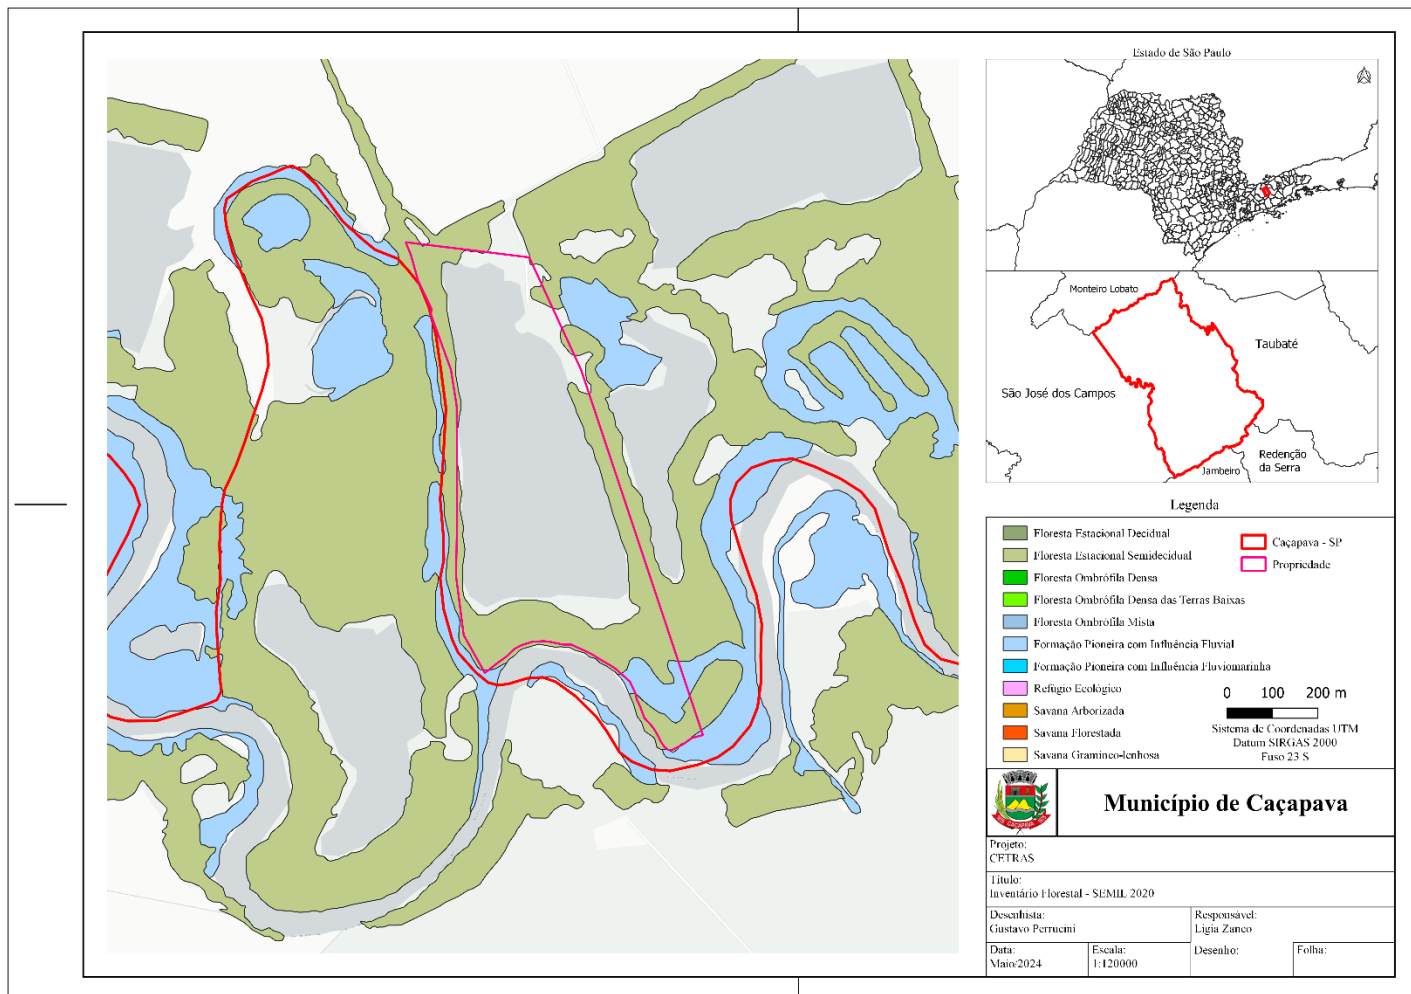 Estado de São Paulo
Monteiro Lobato
Taubaté
São José dos Campos
Redenção
da Serra
Jambeiro
Legenda
Floresta Estacional Decidual
Floresta Estacional Semidecidual
Floresta Ombrófila Densa
Floresta Ombrófila Densa das Terras Baixas
Floresta Ombrófila Mista
Formação Pioneira com Influência Fluvial
Formação Pioneira com Influência Fluviomarinha
Refúgio Ecológico
Savana Arborizada
Savana Florestada
Savana Gramíneo-lenhosa
Caçapava - SP
Propriedade
0 100 200 m
Sistema de Coordenadas UTM
Datum SIRGAS 2000
Fuso 23 S
CAÇAPAVA
Município de Caçapava
Projeto:
CETRAS
Título:
Inventário Florestal - SEMIL 2020
Desenhista:
Gustavo Perrucini
Responsável:
Ligia Zanco
Data:
Maio/2024
Escala:
1:120000
Desenho:
Folha: